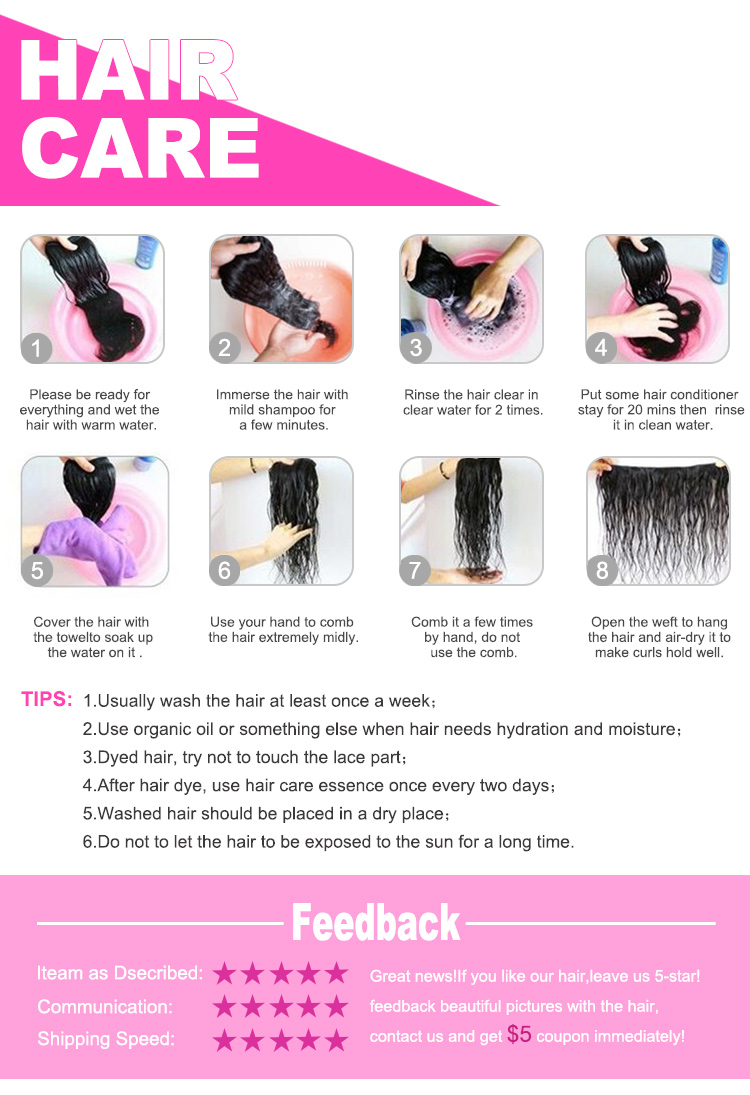 HAIR
CARE
1
2
3
4
Please be ready for
everything and wet the
hair with warm water.
Immerse the hair with
mild shampoo for
a few minutes.
Rinse the hair clear in
clear water for 2 times.
Put some hair conditioner
stay for 20 mins then rinse
it in clean water.
5
6
7
8
Cover the hair with
the towelto soak up
the water on it .
Use your hand to comb
the hair extremely midly.
Comb it a few times
by hand, do not
use the comb.
Open the weft to hang
the hair and air-dry it to
make curls hold well.
TIPS: 1.Usually wash the hair at least once a week;
2.Use organic oil or something else when hair needs hydration and moisture;
3.Dyed hair, try not to touch the lace part;
4.After hair dye, use hair care essence once every two days;
5.Washed hair should be placed in a dry place;
6.Do not to let the hair to be exposed to the sun for a long time.
Feedback
Iteam as Dsecribed: ★★★★★
Communication: ★★★★★
Shipping Speed: ★★★★★
Great news!If you like our hair,leave us 5-star!
feedback beautiful pictures with the hair,
contact us and get $5 coupon immediately!